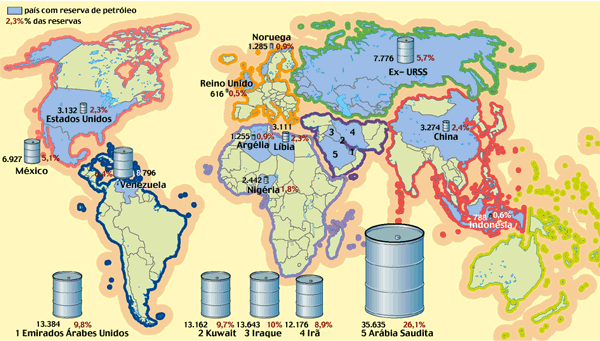 país com reserva de petróleo
2,3% % das reservas
Noruega
1.285 0,9%
7.776 5,7%
Ex- URSS
Reino Unido
616 0,5%
3.132 2,3%
Estados Unidos
3.111
1.255 0,9% 2,3%
Argélia Líbia
3 4
2
5 1
3.274 2,4%
China
6.927 5,1%
México
8.796
Venezuela
2.442 1,8%
Nigéria
788 0,6%
Indonésia
13.384 9,8%
1 Emirados Árabes Unidos
13.162 9,7%
2 Kuwait
13.643 10%
3 Iraque
12.176 8,9%
4 Irã
35.635 26,1%
5 Arábia Saudita